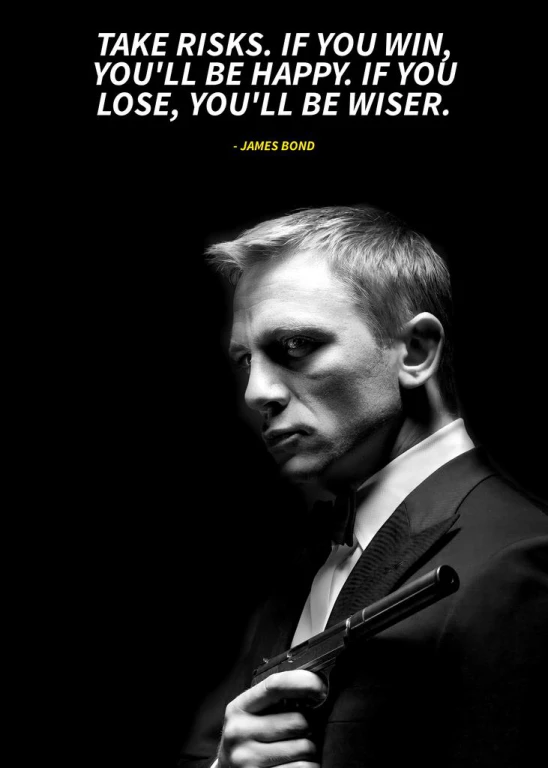 TAKE RISKS. IF YOU WIN,
YOU'LL BE HAPPY. IF YOU
LOSE, YOU'LL BE WISER.
- JAMES BOND